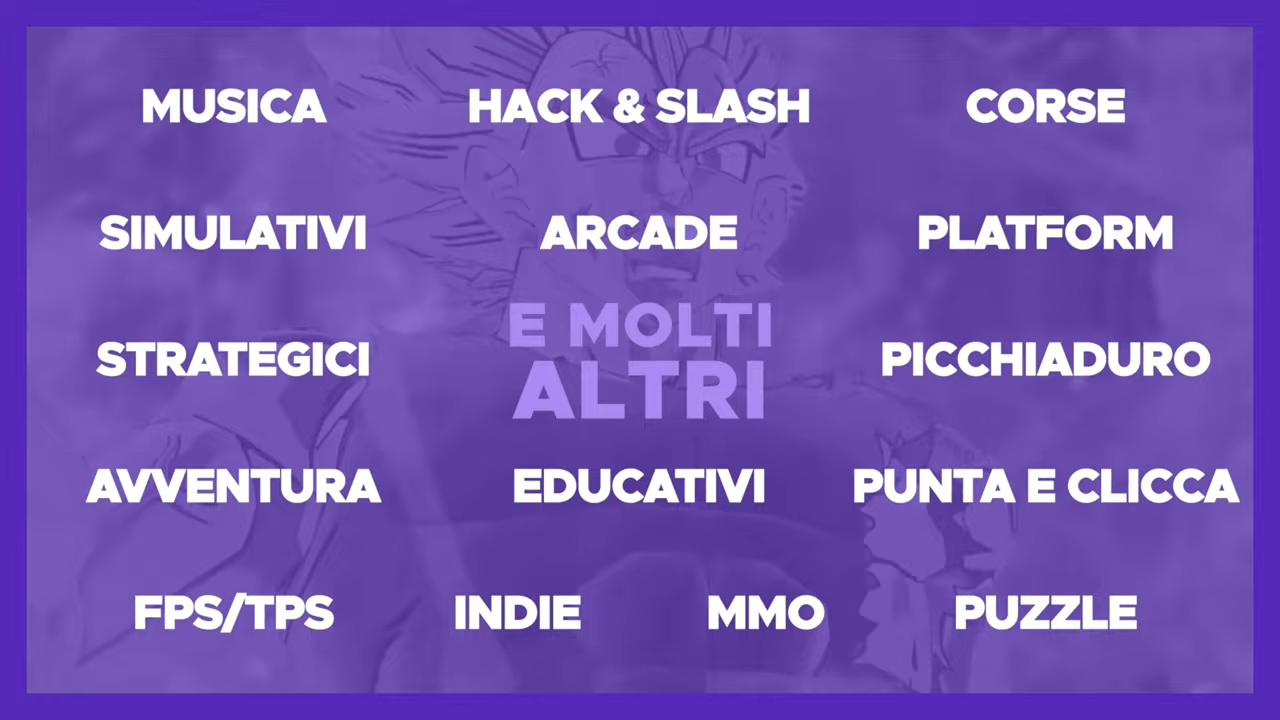 MUSICA
HACK & SLASH
CORSE
SIMULATIVI
ARCADE
PLATFORM
E MOLTI
ALTRI
STRATEGICI
PICCHIADURO
AVVENTURA
EDUCATIVI
PUNTA E CLICCA
FPS/TPS
INDIE
MMO
PUZZLE